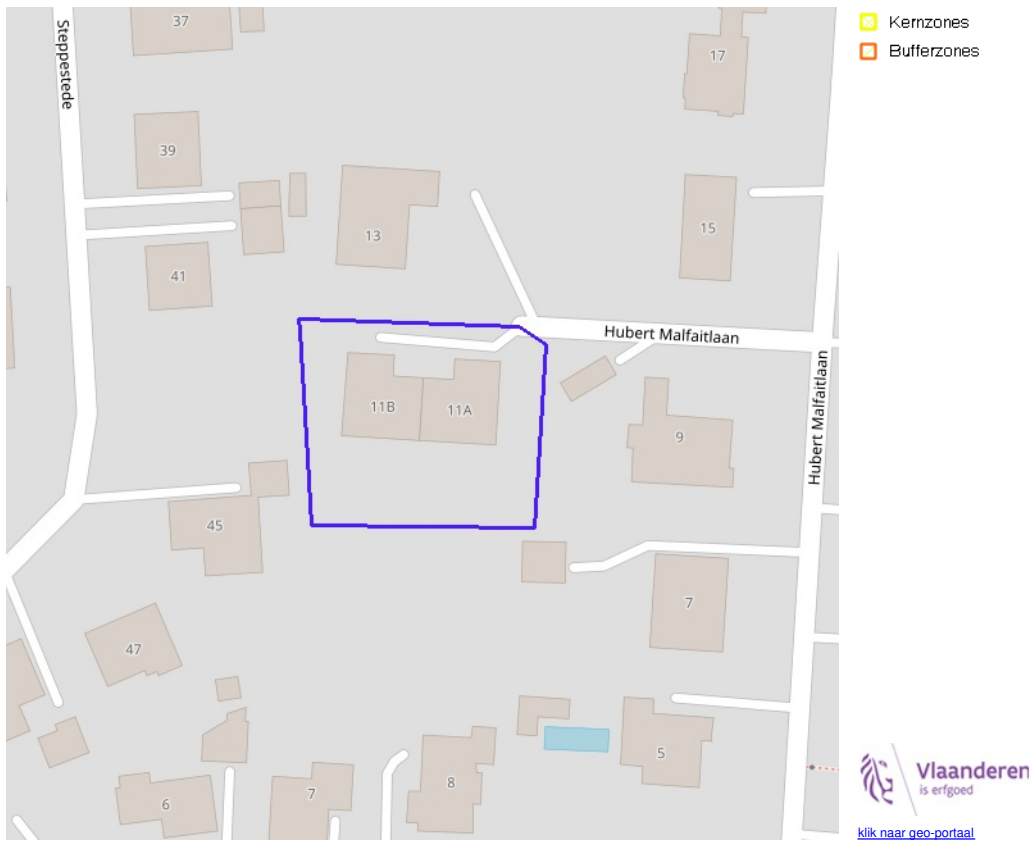 37
Steppestede
17
Kernzones
Bufferzones
39
13
15
41
Hubert Malfaitlaan
11B
11A
9
Hubert Malfaitlaan
45
7
47
5
8
7
6
Vlaanderen
is erfgoed
klik naar geo-portaal